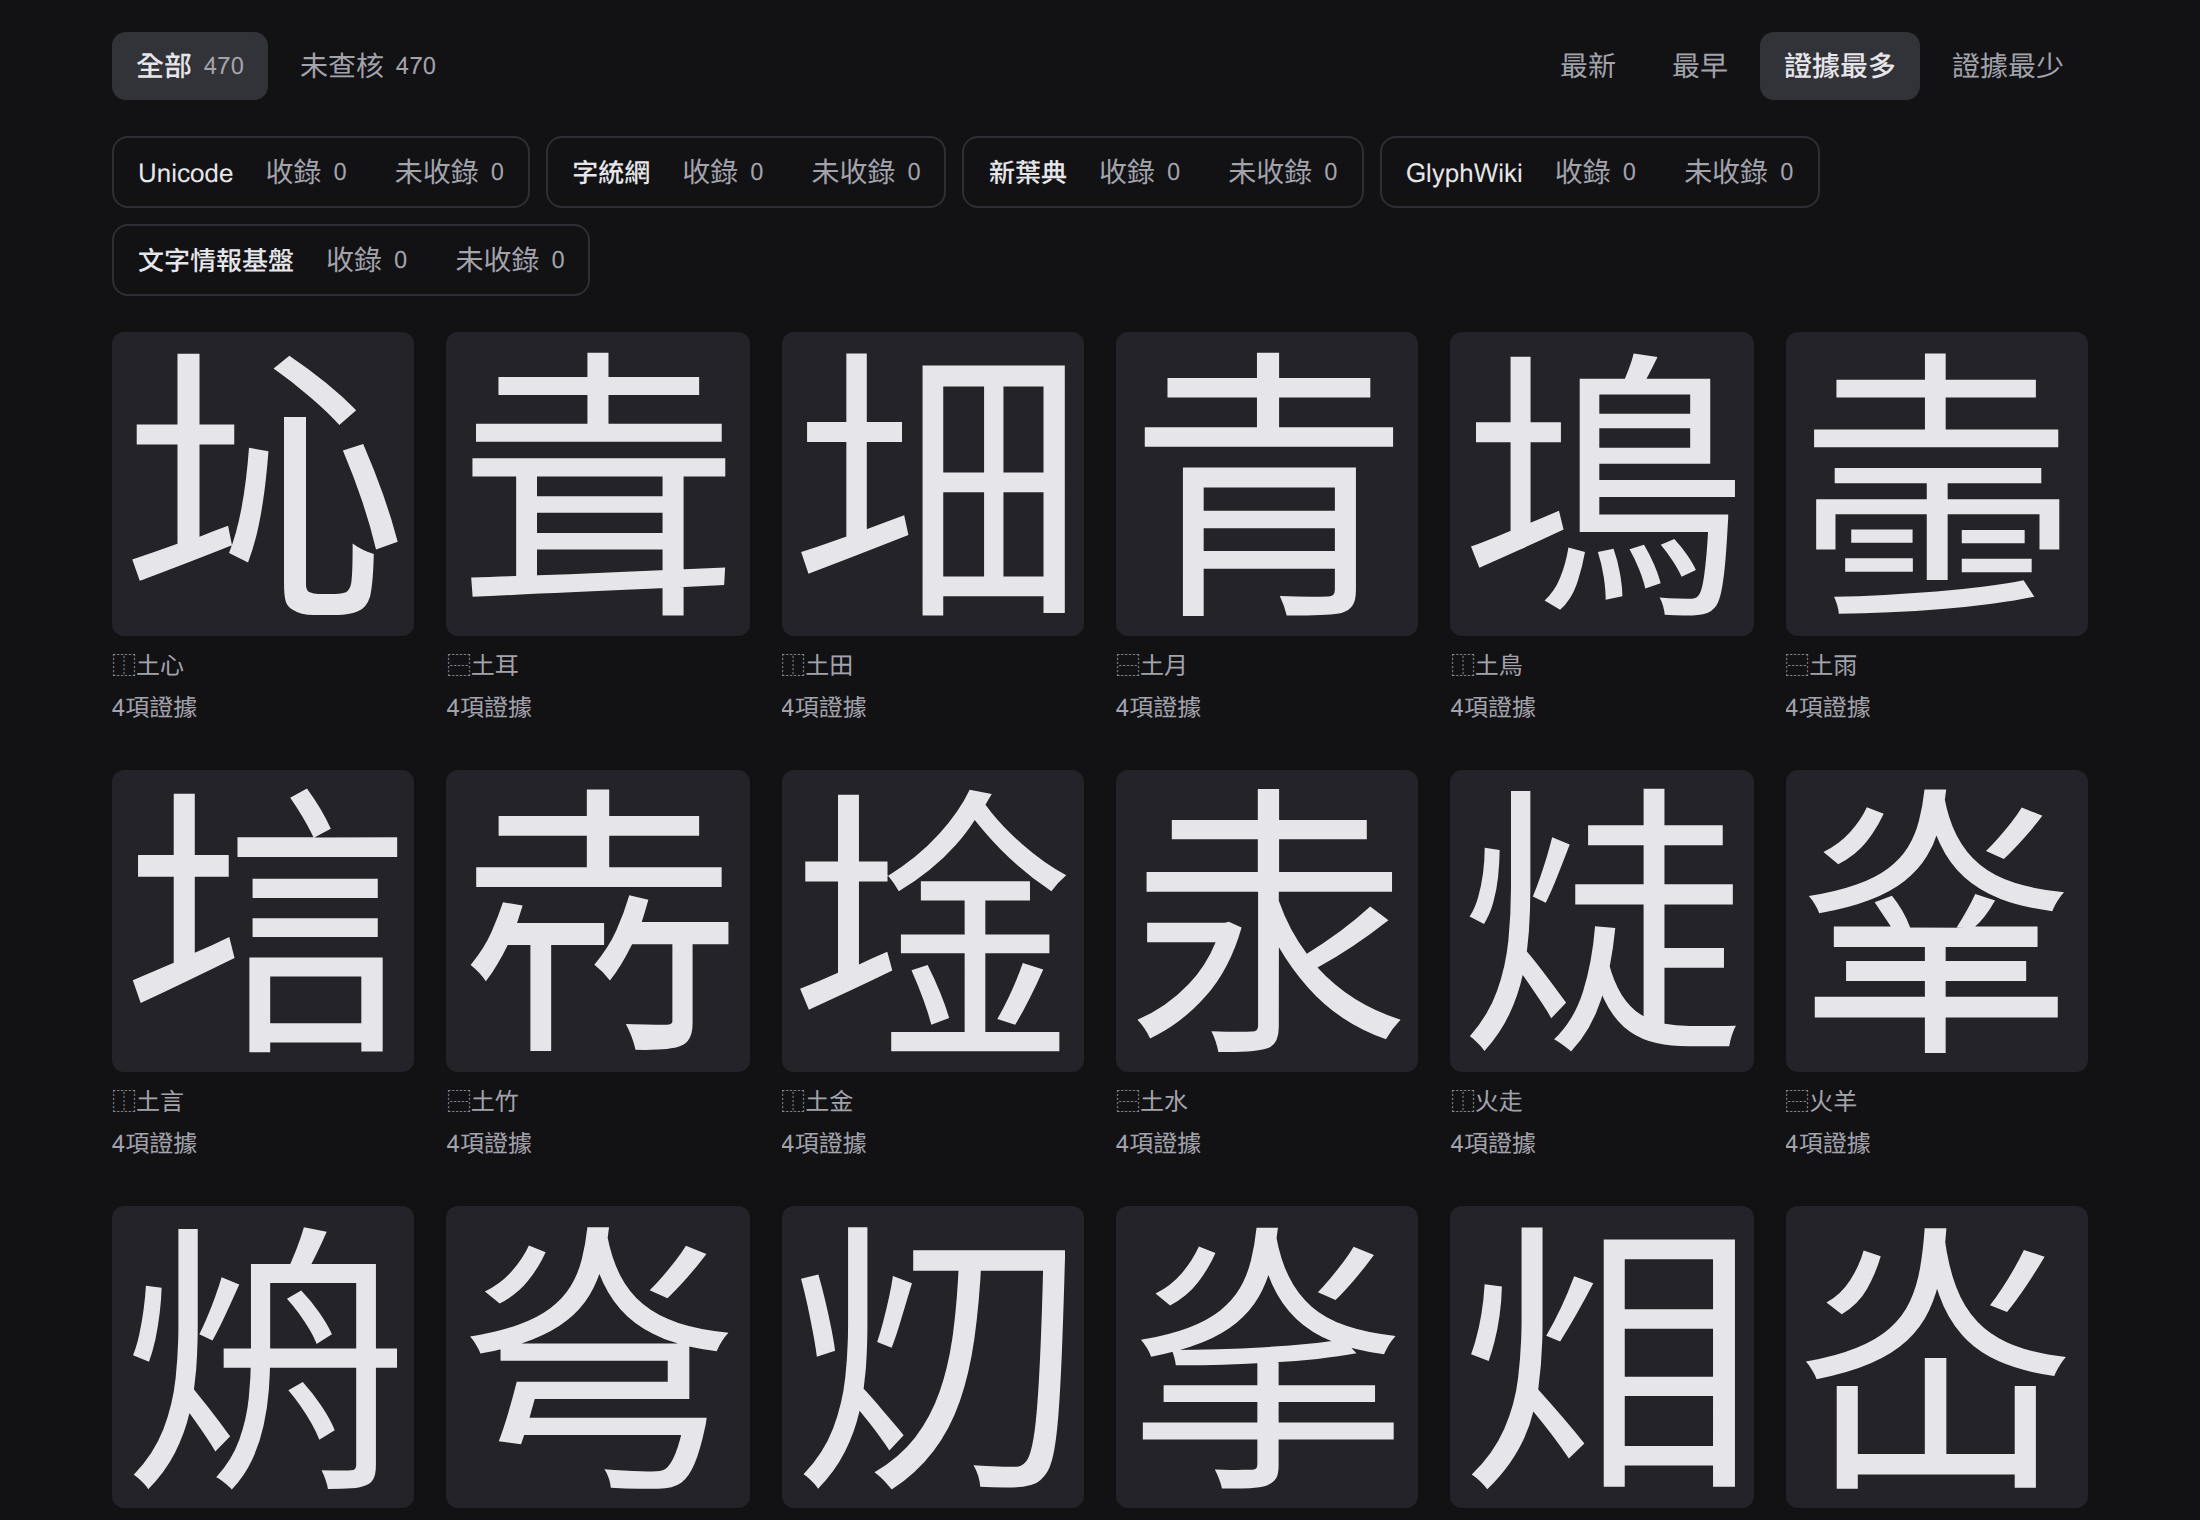 全部 470 未查核 470 最新 最早 證據最多 證據最少
Unicode 收錄 0 未收錄 0 字統網 收錄 0 未收錄 0 新葉典 收錄 0 未收錄 0 GlyphWiki 收錄 0 未收錄 0
文字情報基盤 收錄 0 未收錄 0
⿰土心 ⿱土耳 ⿰土田 ⿱土月 ⿰土鳥 ⿱土雨
4項證據 4項證據 4項證據 4項證據 4項證據 4項證據
⿰土言 ⿱土竹 ⿰土金 ⿱土水 ⿰火走 ⿱火羊
4項證據 4項證據 4項證據 4項證據 4項證據 4項證據